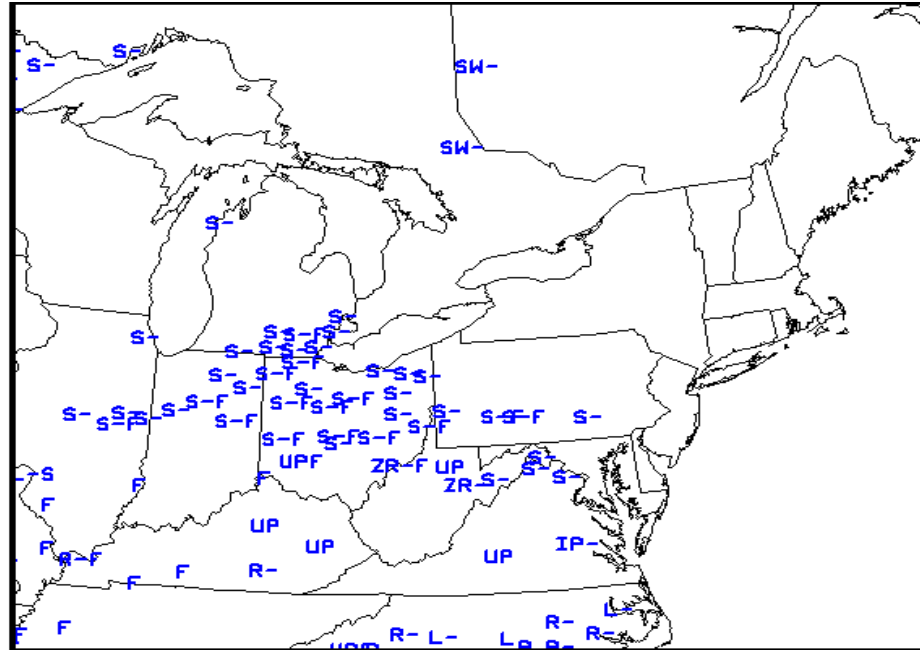 S-
S-
SW-
SW-
S-
S-
S- S-F S-
S-
S- S- S- S-
S-F
S- S-F S- S- S-
S- S- S-
S-F S-F S-F S-F
S- S- S-F S- S- S- S- S-F S-
S-F S-F
S-F S-F S-F
S-
UPF ZR-F UP S-
S-
S-
F F ZR- S- S-
F
UP
F UP UP IP-
R-F
F R-
F
L-
F R-
R- L- L R-